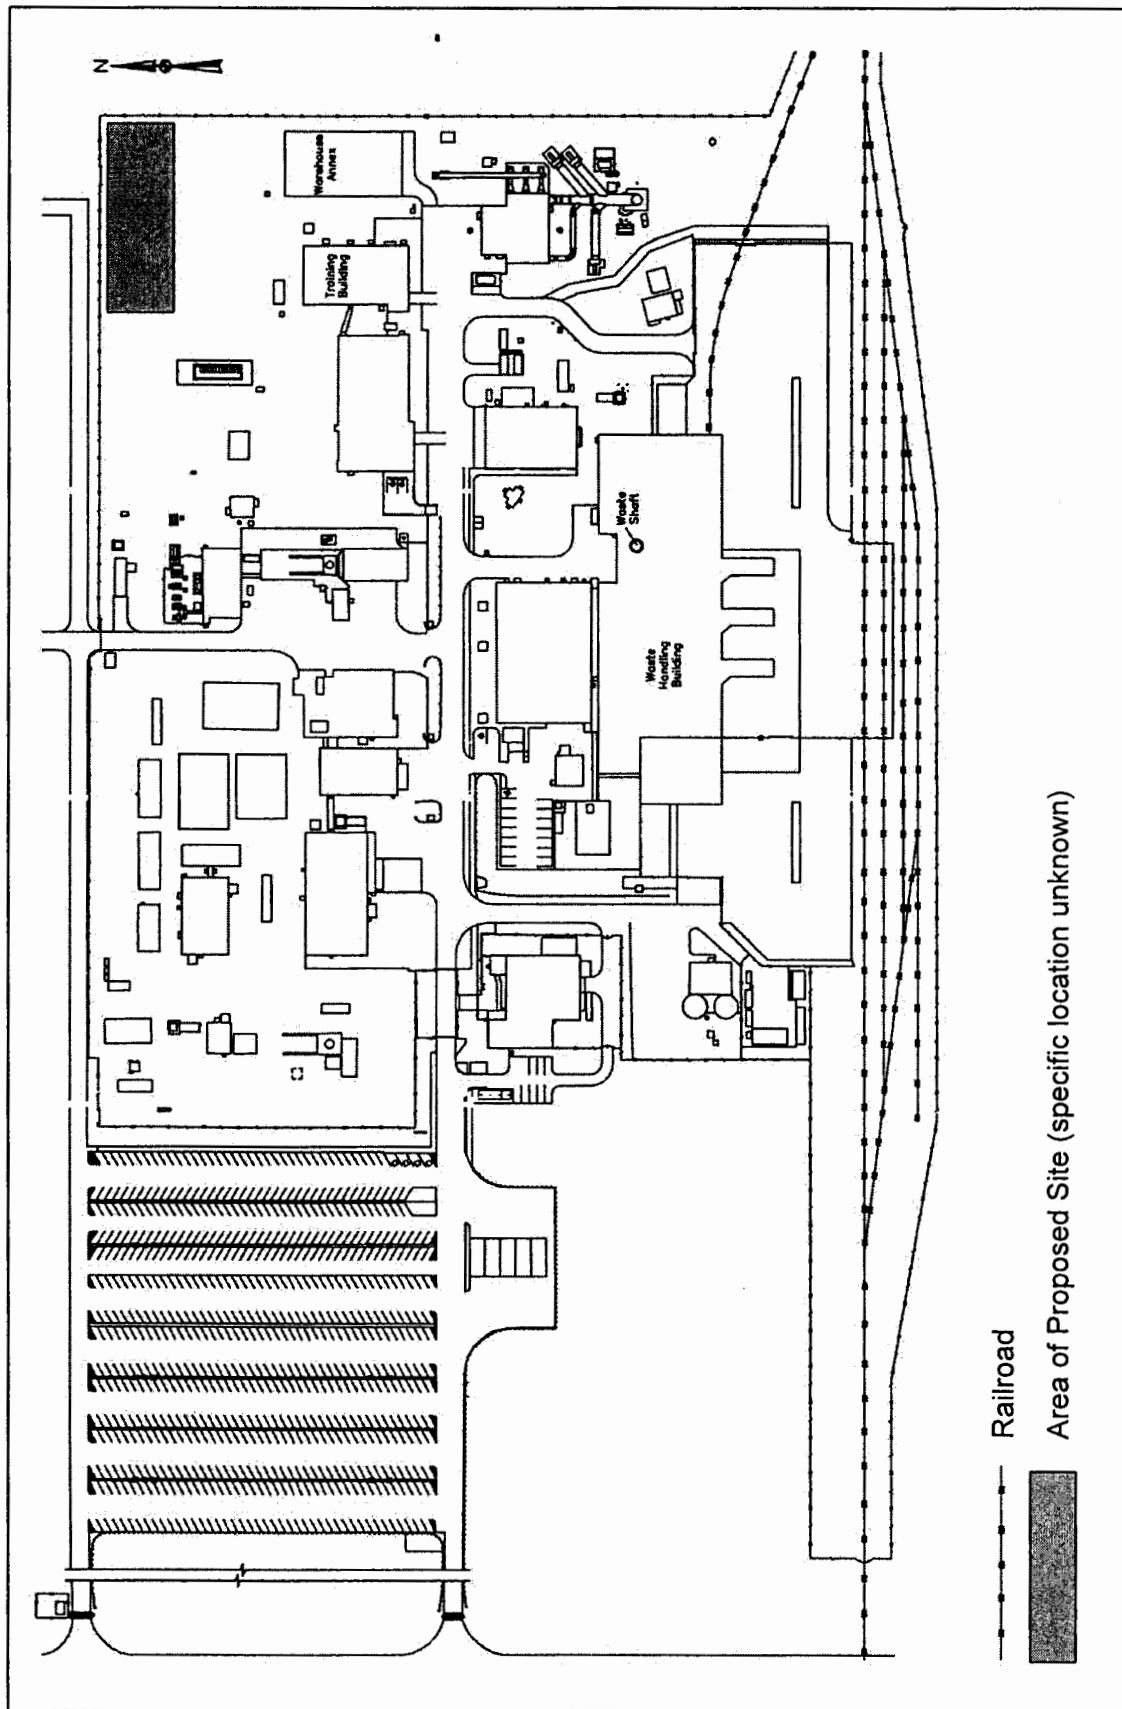 N
Warehouse
Annex
Training
Building
Waste
Shaft
Waste
Handling
Building
Railroad
Area of Proposed Site (specific location unknown)